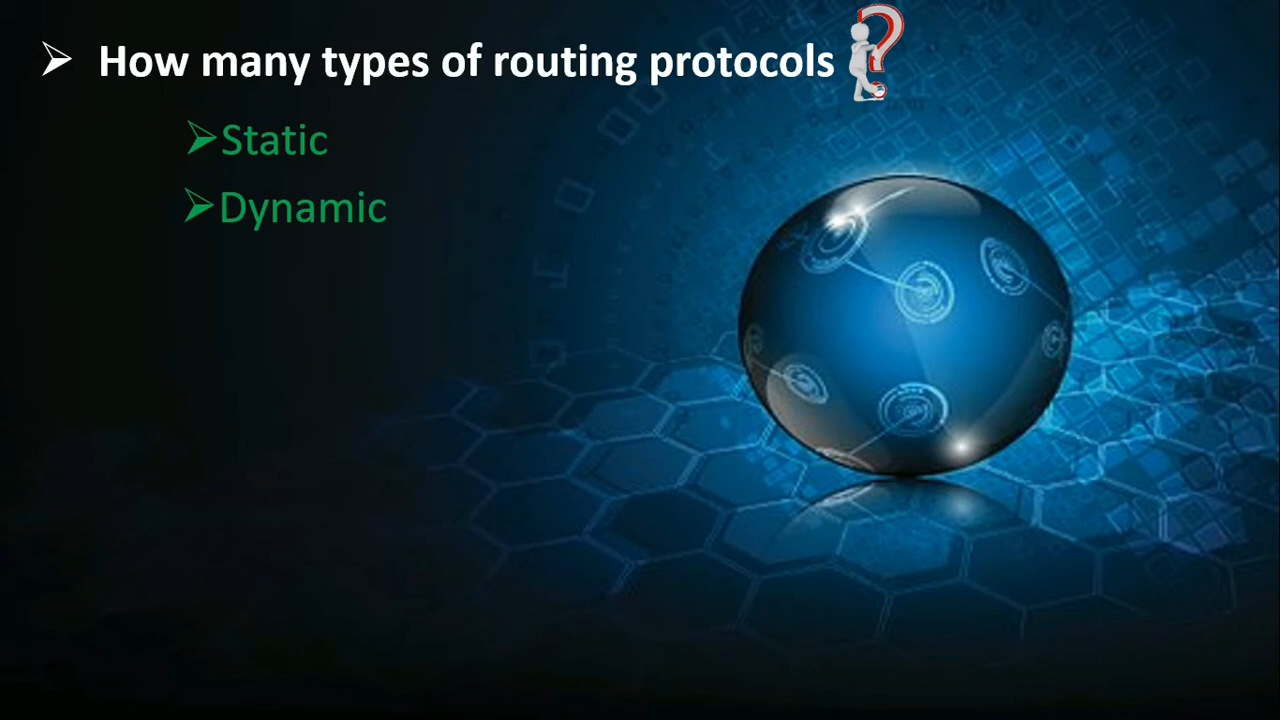 ➢ How many types of routing protocols ?
➢Static
➢Dynamic